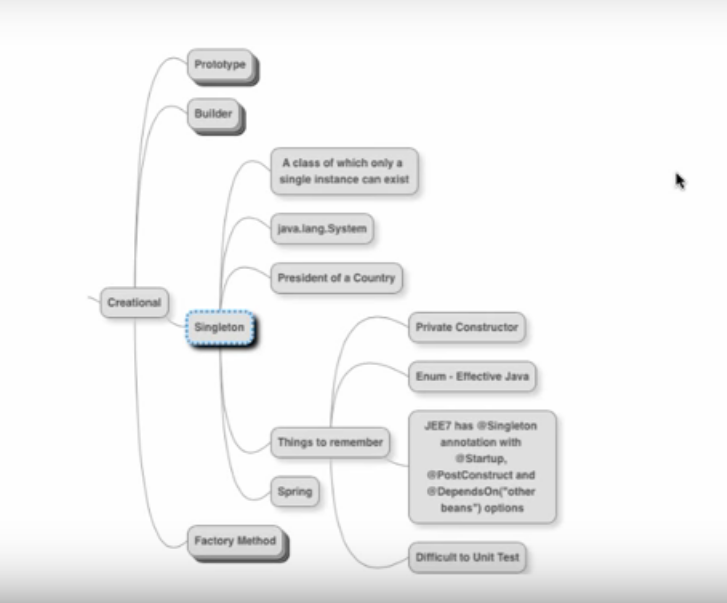 Prototype
Builder
A class of which only a
single instance can exist
java.lang.System
President of a Country
Creational
Singleton
Private Constructor
Enum - Effective Java
JEE7 has @Singleton
annotation with
@Startup,
@PostConstruct and
@DependsOn("other
beans") options
Things to remember
Spring
Factory Method
Difficult to Unit Test